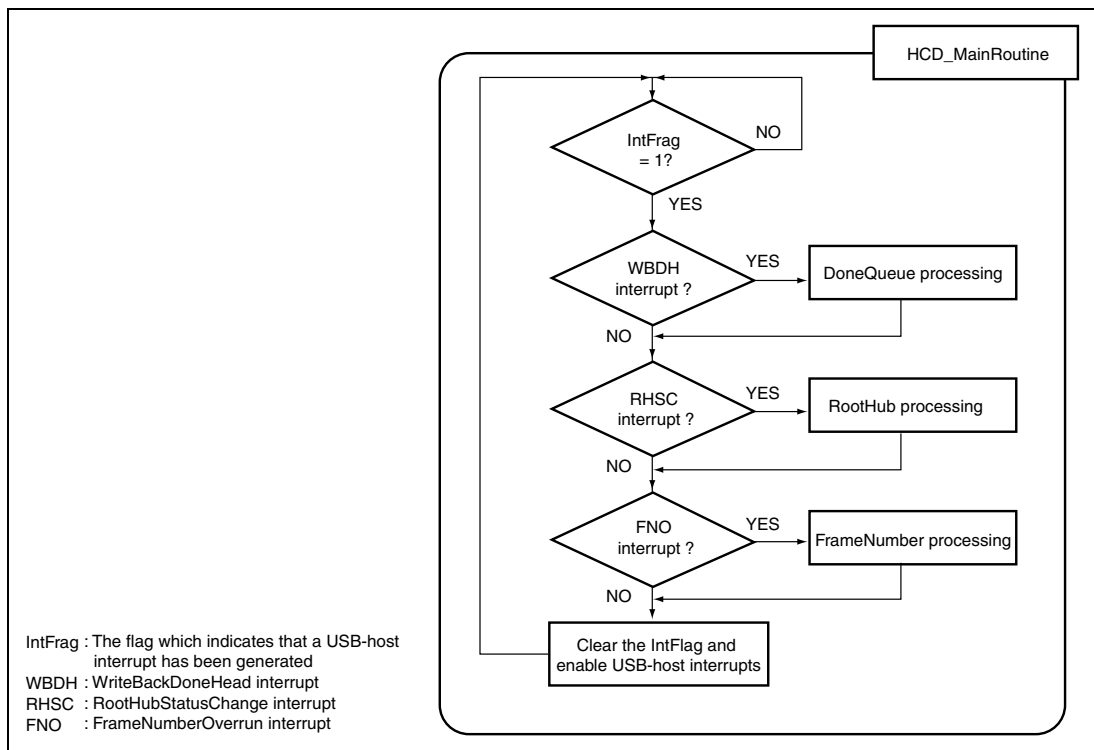 HCD_MainRoutine
IntFrag
= 1?
NO
YES
WBDH
interrupt ?
YES
DoneQueue processing
NO
RHSC
interrupt ?
YES
RootHub processing
NO
FNO
interrupt ?
YES
FrameNumber processing
NO
Clear the IntFlag and
enable USB-host interrupts
IntFrag : The flag which indicates that a USB-host
interrupt has been generated
WBDH : WriteBackDoneHead interrupt
RHSC : RootHubStatusChange interrupt
FNO : FrameNumberOverrun interrupt